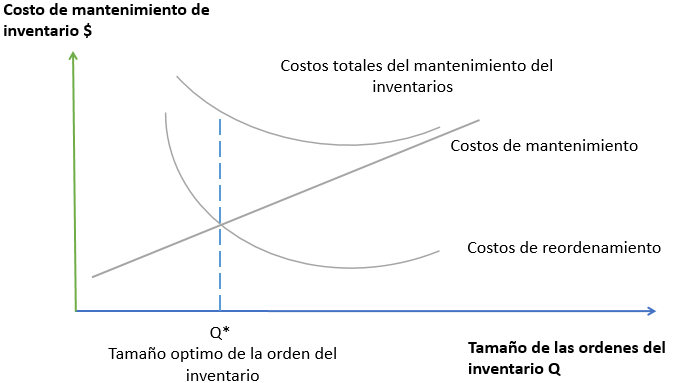 Costo de mantenimiento de
inventario $
Costos totales del mantenimiento del
inventarios
Costos de mantenimiento
Costos de reordenamiento
Q*
Tamaño optimo de la orden del
inventario
Tamaño de las ordenes del
inventario Q